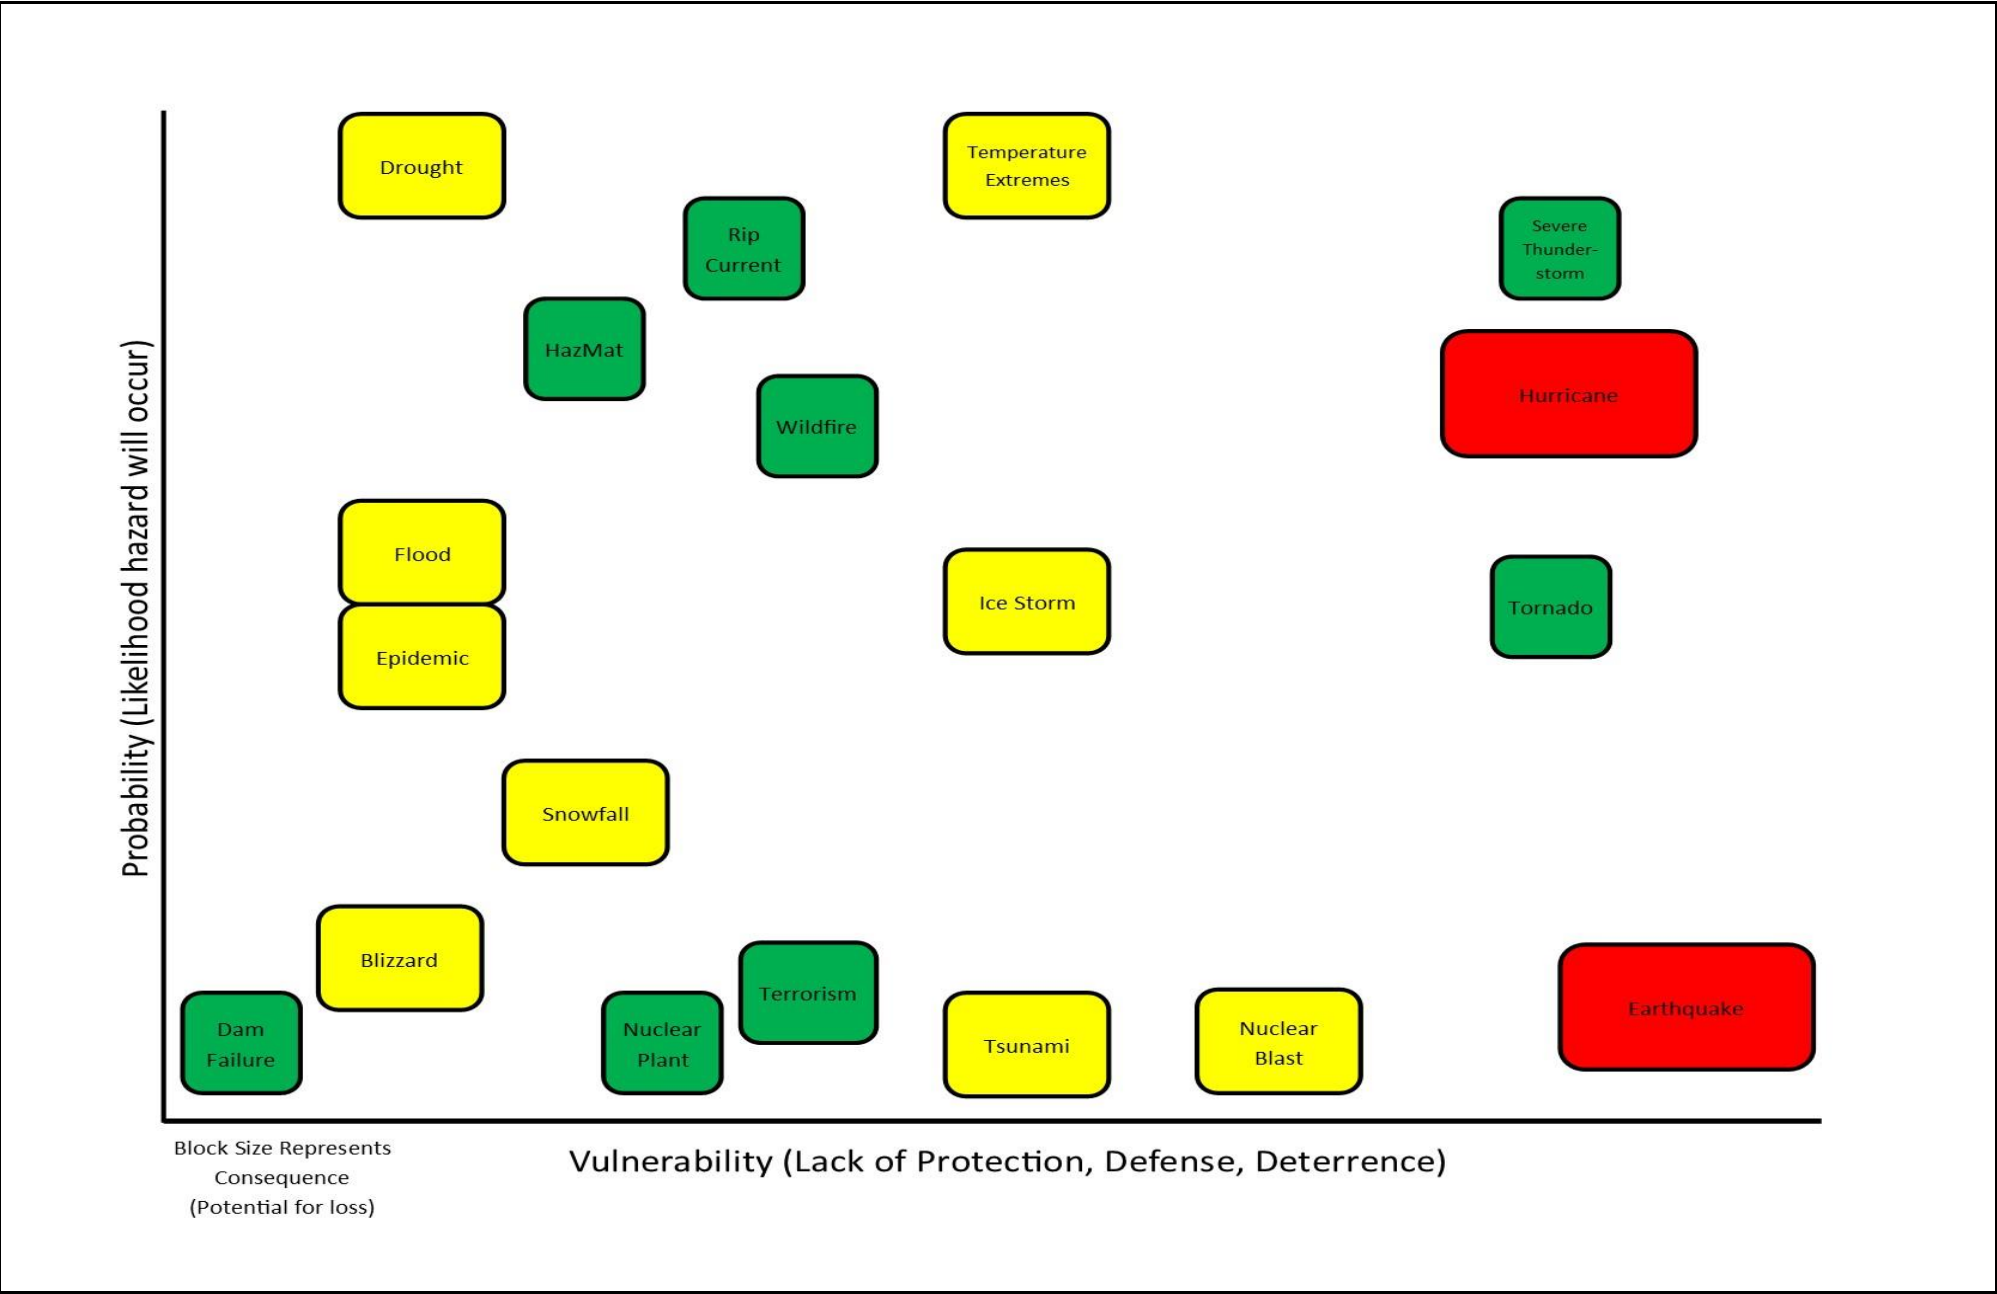 Drought
Temperature
Extremes
Rip
Current
Severe
Thunder-
storm
HazMat
Hurricane
Wildfire
Probability (Likelihood hazard will occur)
Flood
Ice Storm
Tornado
Epidemic
Snowfall
Blizzard
Terrorism
Earthquake
Dam
Failure
Nuclear
Plant
Tsunami
Nuclear
Blast
Block Size Represents
Consequence
(Potential for loss)
Vulnerability (Lack of Protection, Defense, Deterrence)